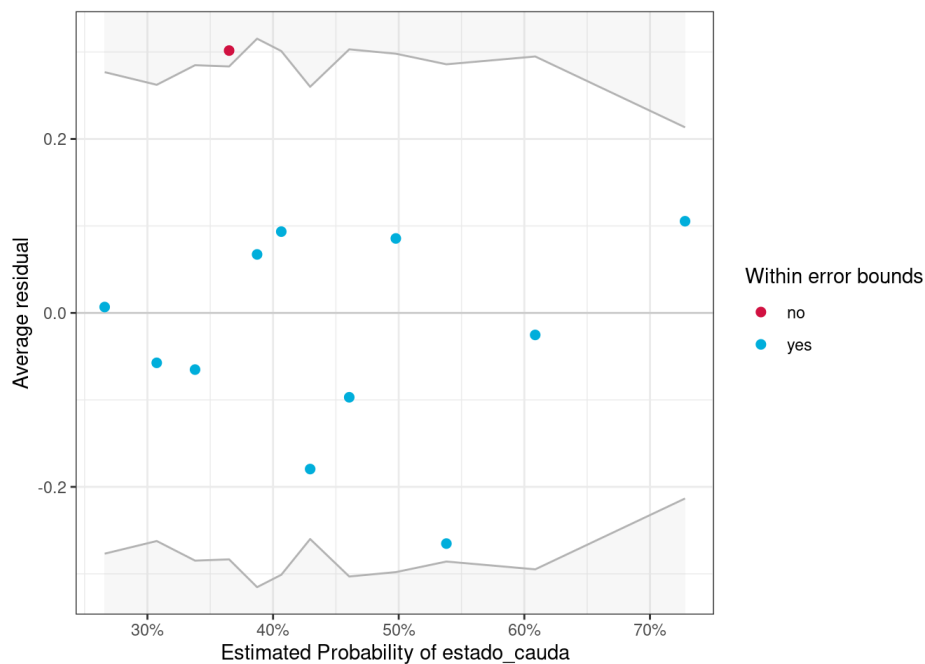 0.2
0.0
-0.2
Average residual
30%
40%
50%
60%
70%
Estimated Probability of estado_cauda
Within error bounds
no
yes